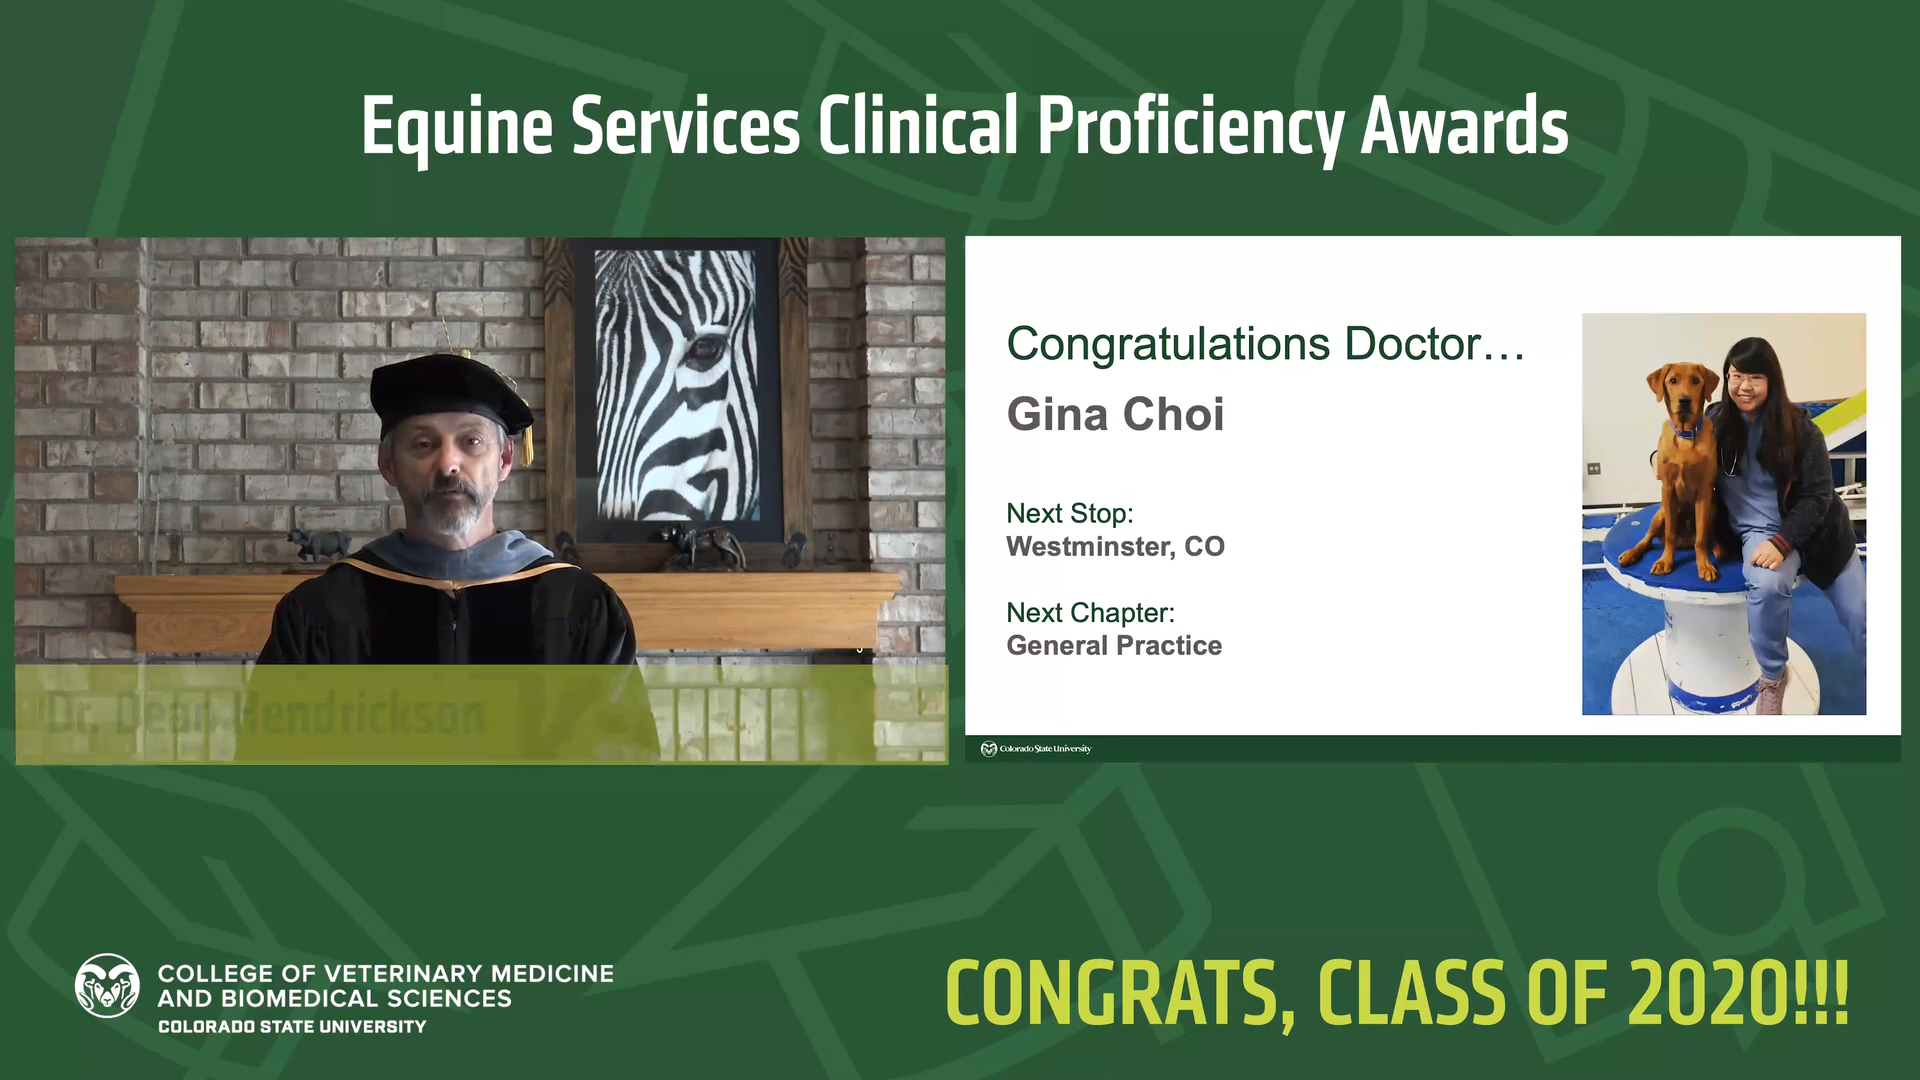 Equine Services Clinical Proficiency Awards
Dr. Dean Hendrickson
Congratulations Doctor…
Gina Choi
Next Stop:
Westminster, CO
Next Chapter:
General Practice
Colorado State University
COLLEGE OF VETERINARY MEDICINE
AND BIOMEDICAL SCIENCES
COLORADO STATE UNIVERSITY
CONGRATS, CLASS OF 2020!!!